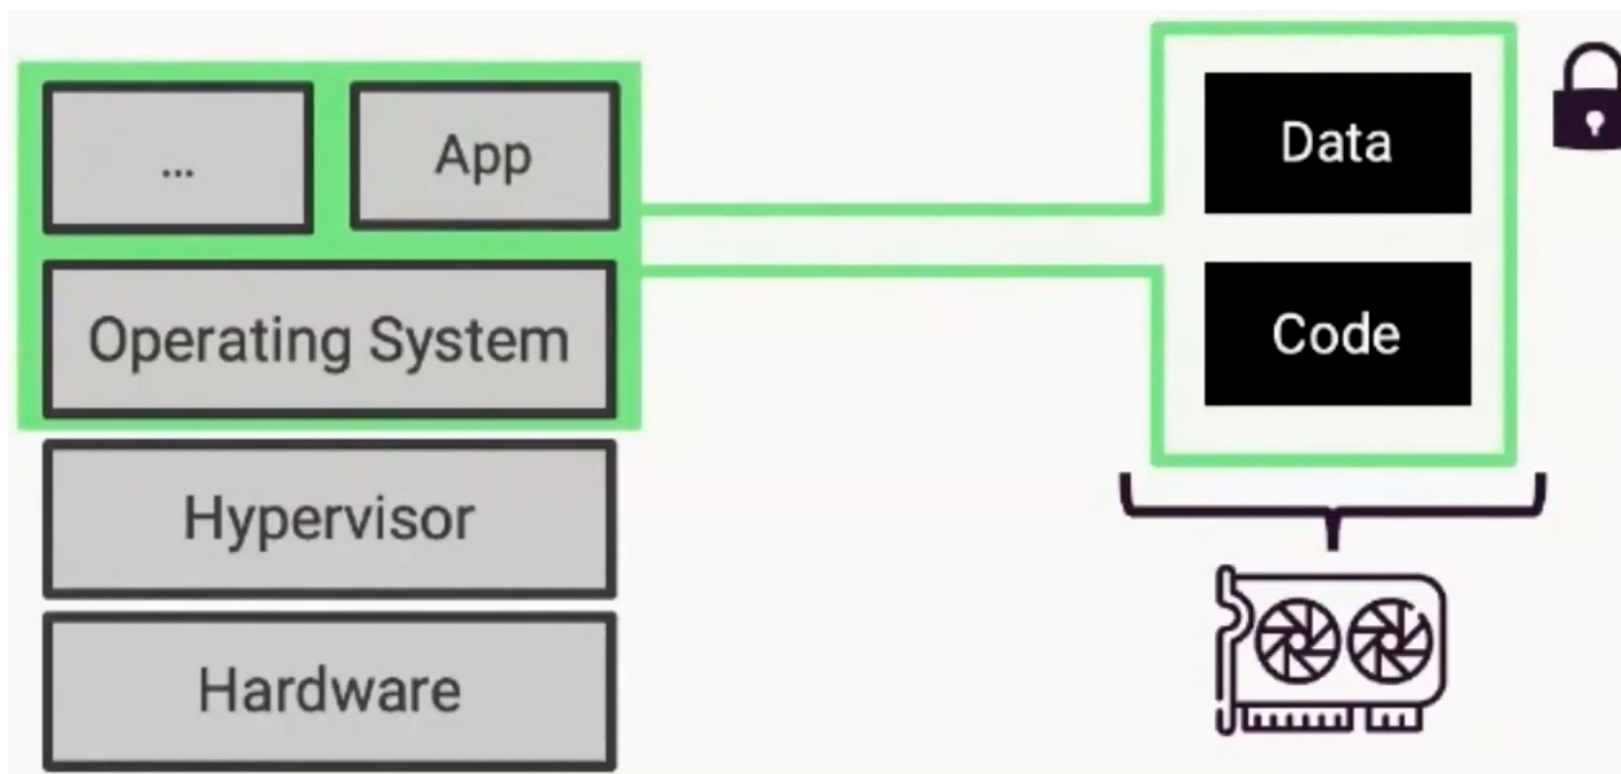 ...
App
Operating System
Hypervisor
Hardware
Data
Code